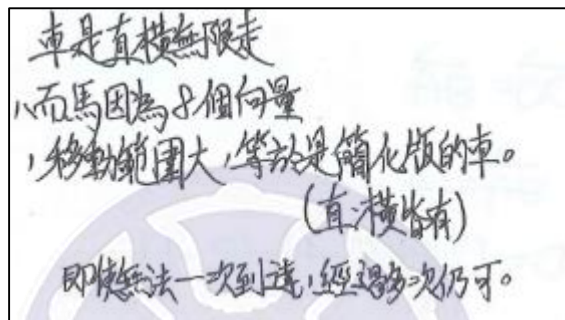 車是直橫無限走
，而馬因為8個向量
，移動範圍大，等於是簡化版的車。
(直、橫皆有)
即使無法一次到達，經過多次仍可。